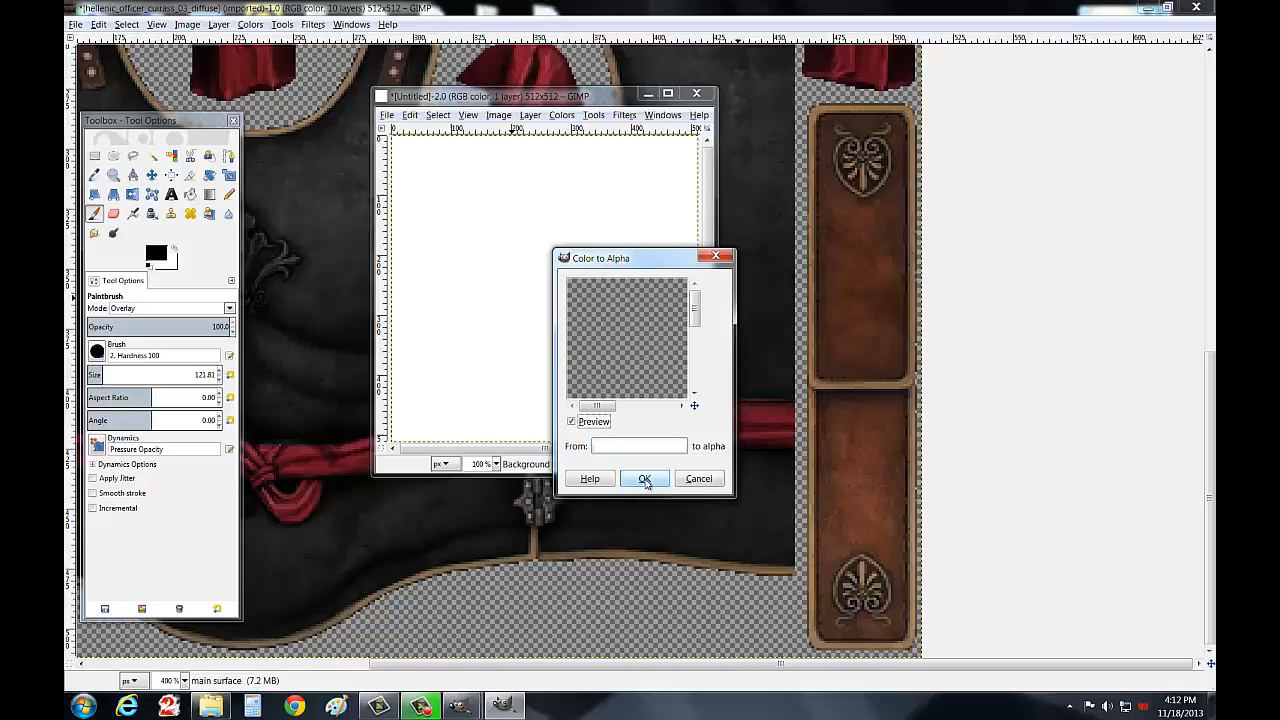 *[hellenic_officer_cuirass_03_diffuse] (imported)-1.0 (RGB color, 10 layers) 512x512 – GIMP
File Edit Select View Image Layer Colors Tools Filters Windows Help
Toolbox - Tool Options
Tool Options
Paintbrush
Mode: Overlay
Opacity 100.0
Brush
2. Hardness 100
Size 121.81
Aspect Ratio 0.00
Angle 0.00
Dynamics
Pressure Opacity
Dynamics Options
Apply Jitter
Smooth stroke
Incremental
*[Untitled]-2.0 (RGB color, 1 layer) 512x512 – GIMP
File Edit Select View Image Layer Colors Tools Filters Windows Help
px 100 % Background
Color to Alpha
Preview
From: to alpha
Help OK Cancel
px 400 % main surface (7.2 MB)
4:12 PM
11/18/2013